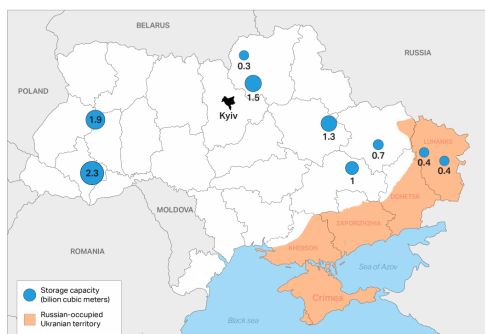 BELARUS
RUSSIA
0.3
POLAND
1.5
Kyiv
1.9
1.3
LUHANSK
0.7
0.4
0.4
2.3
1
DONETSK
MOLDOVA
ZAPORIZHZHIA
KHERSON
ROMANIA
Sea of Azov
Storage capacity
(bilion cubic meters)
Crimea
Russian-occupied
Ukranian territory
Black sea